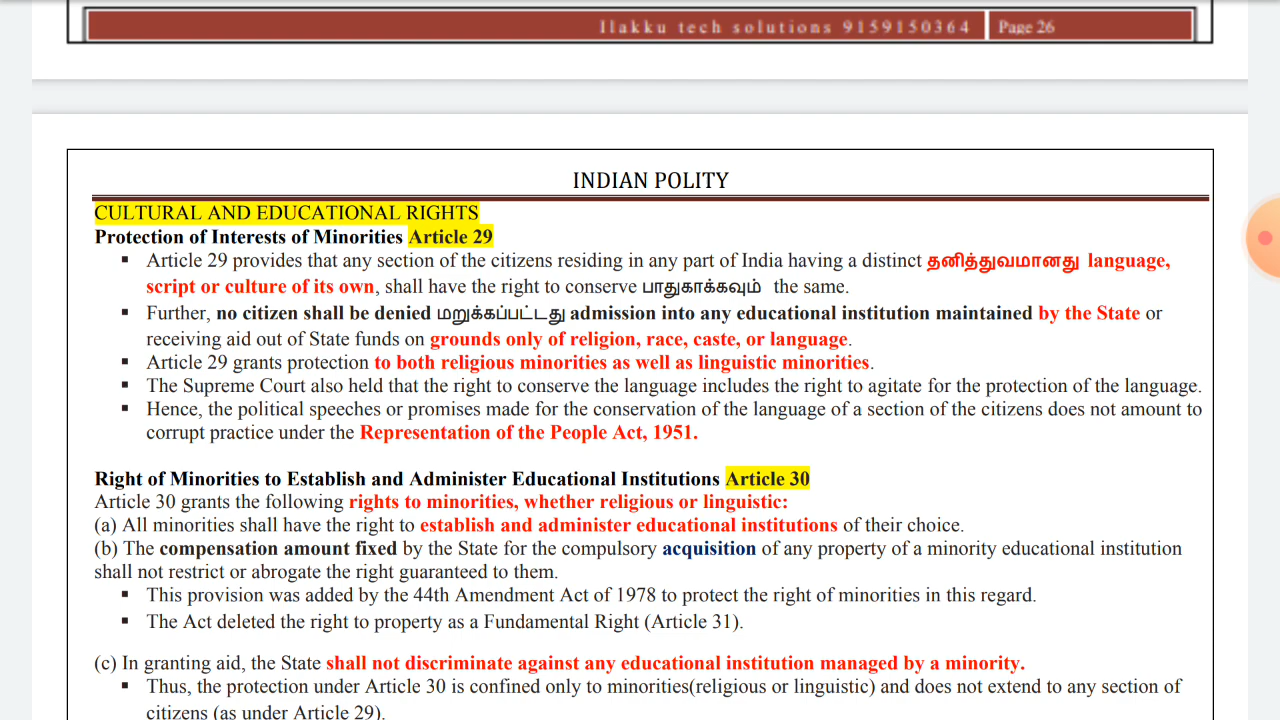 Ilakku tech solutions 9159150364 Page 26
INDIAN POLITY
CULTURAL AND EDUCATIONAL RIGHTS
Protection of Interests of Minorities Article 29
▪ Article 29 provides that any section of the citizens residing in any part of India having a distinct தனித்துவமானது language,
script or culture of its own, shall have the right to conserve பாதுகாக்கவும் the same.
▪ Further, no citizen shall be denied மறுக்கப்பட்டது admission into any educational institution maintained by the State or
receiving aid out of State funds on grounds only of religion, race, caste, or language.
▪ Article 29 grants protection to both religious minorities as well as linguistic minorities.
▪ The Supreme Court also held that the right to conserve the language includes the right to agitate for the protection of the language.
▪ Hence, the political speeches or promises made for the conservation of the language of a section of the citizens does not amount to
corrupt practice under the Representation of the People Act, 1951.
Right of Minorities to Establish and Administer Educational Institutions Article 30
Article 30 grants the following rights to minorities, whether religious or linguistic:
(a) All minorities shall have the right to establish and administer educational institutions of their choice.
(b) The compensation amount fixed by the State for the compulsory acquisition of any property of a minority educational institution
shall not restrict or abrogate the right guaranteed to them.
▪ This provision was added by the 44th Amendment Act of 1978 to protect the right of minorities in this regard.
▪ The Act deleted the right to property as a Fundamental Right (Article 31).
(c) In granting aid, the State shall not discriminate against any educational institution managed by a minority.
▪ Thus, the protection under Article 30 is confined only to minorities(religious or linguistic) and does not extend to any section of
citizens (as under Article 29).